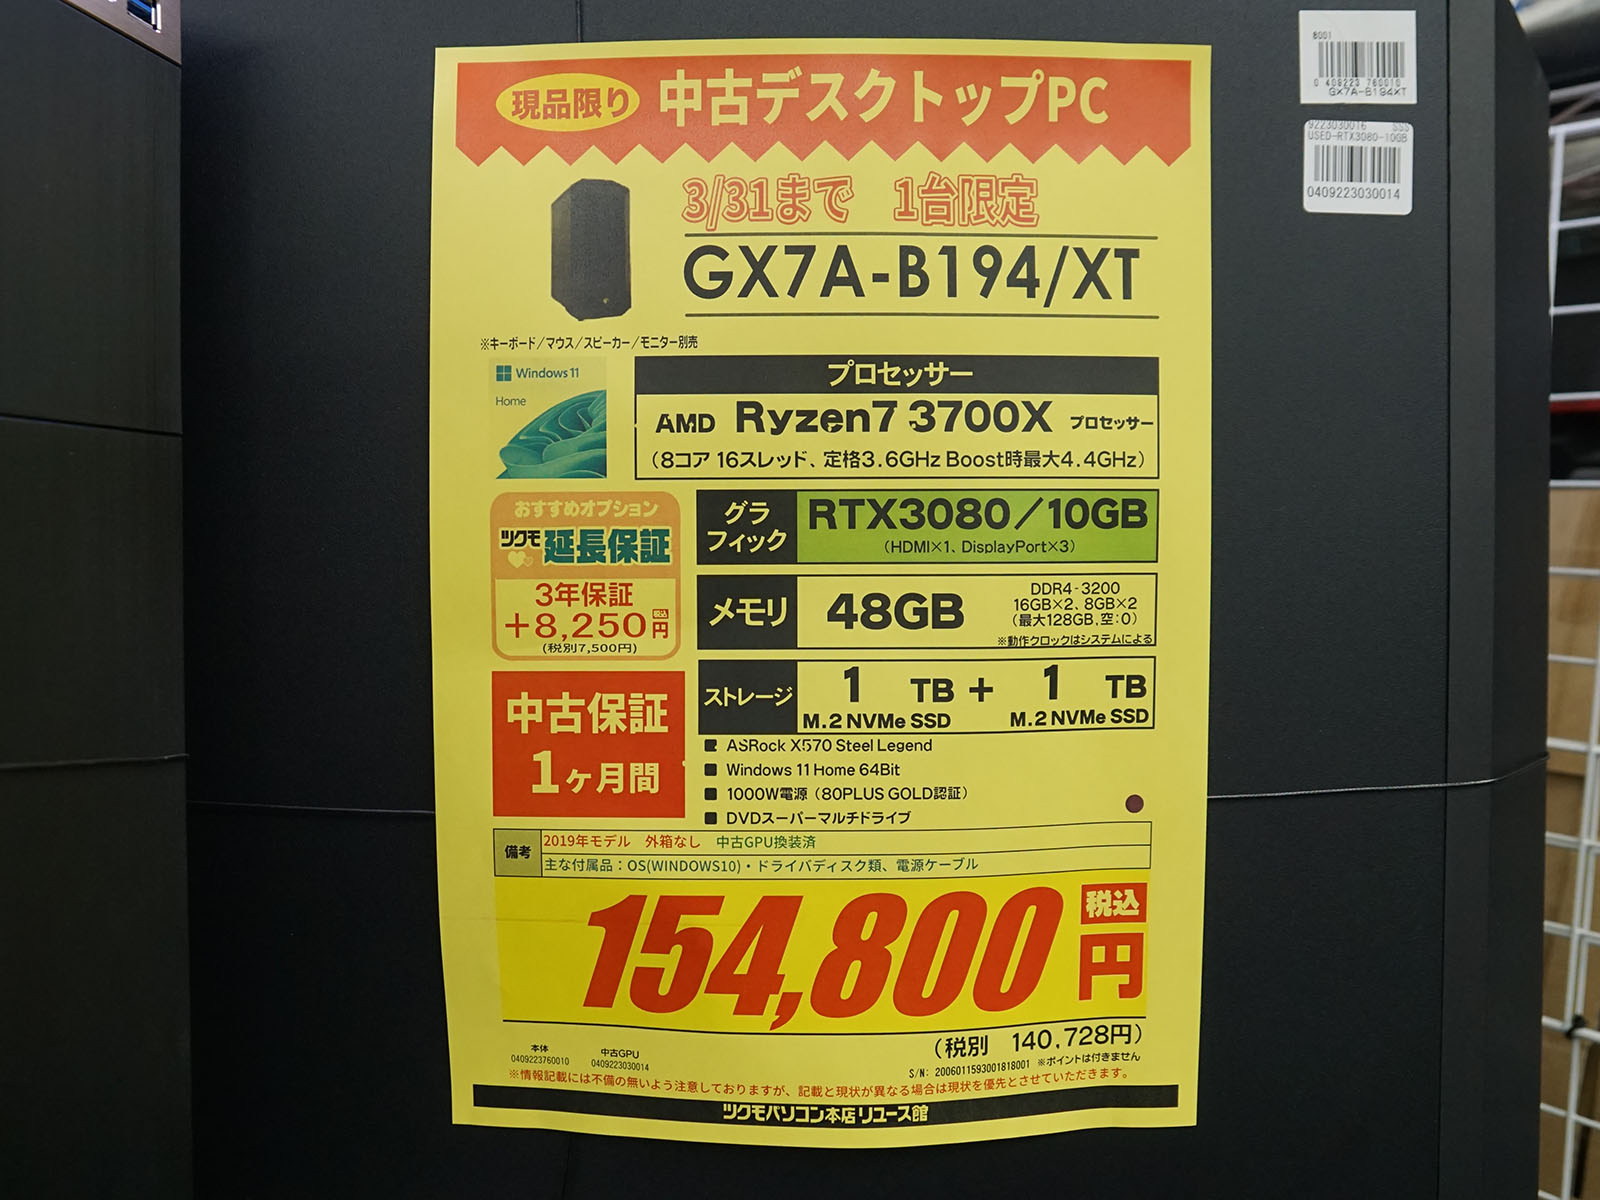 8001
0 409223 760010
GX7A-B194XT
9223030016 SSS
USED-RTX3080-10GB
0409223030014
現品限り 中古デスクトップPC
3/31まで 1台限定
GX7A-B194/XT
※キーボード/マウス/スピーカー/モニター別売
Windows 11
Home
プロセッサー
AMD Ryzen7 3700X プロセッサー
(8コア 16スレッド、定格3.6GHz Boost時最大4.4GHz)
おすすめオプション
ツクモ 延長保証
3年保証
+8,250円 税込
(税別7,500円)
グラフィック
RTX3080/10GB
(HDMI×1、DisplayPort×3)
メモリ
48GB
DDR4-3200
16GB×2、8GB×2
(最大128GB,空:0)
※動作クロックはシステムによる
中古保証
1ヶ月間
ストレージ
1 TB + 1 TB
M.2 NVMe SSD M.2 NVMe SSD
■ ASRock X570 Steel Legend
■ Windows 11 Home 64Bit
■ 1000W電源(80PLUS GOLD認証)
■ DVDスーパーマルチドライブ
備考
2019年モデル 外箱なし 中古GPU換装済
主な付属品:OS(WINDOWS10)・ドライバディスク類、電源ケーブル
154,800円 税込
(税別 140,728円)
本体 中古GPU
0409223760010 0409223030014
S/N: 2006011593001818001 ※ポイントは付きません
※情報記載には不備の無いよう注意しておりますが、記載と現状が異なる場合は現状を優先とさせていただきます。
ツクモパソコン本店 リユース館